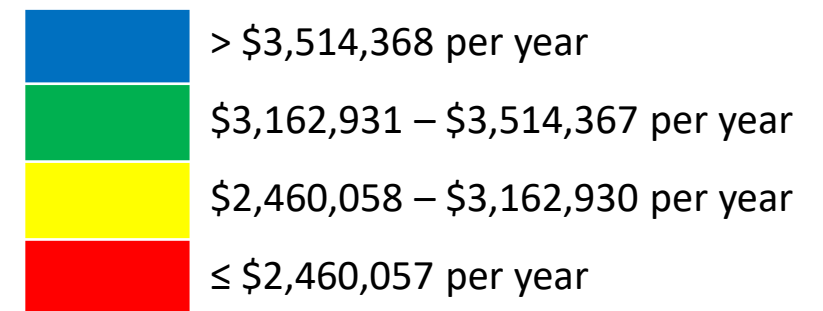 > $3,514,368 per year
$3,162,931 – $3,514,367 per year
$2,460,058 – $3,162,930 per year
≤ $2,460,057 per year